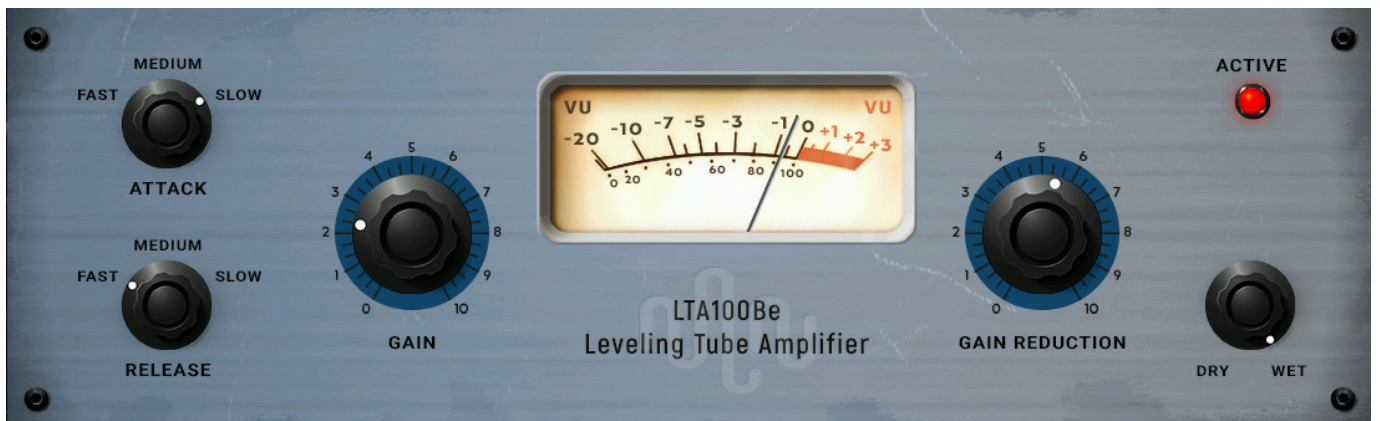 MEDIUM
FAST SLOW
ATTACK
MEDIUM
FAST SLOW
RELEASE
0 1 2 3 4 5 6 7 8 9 10
GAIN
VU VU
-20 -10 -7 -5 -3 -1 0 +1 +2 +3
0 20 40 60 80 100
LTA100Be
Leveling Tube Amplifier
0 1 2 3 4 5 6 7 8 9 10
GAIN REDUCTION
ACTIVE
DRY WET